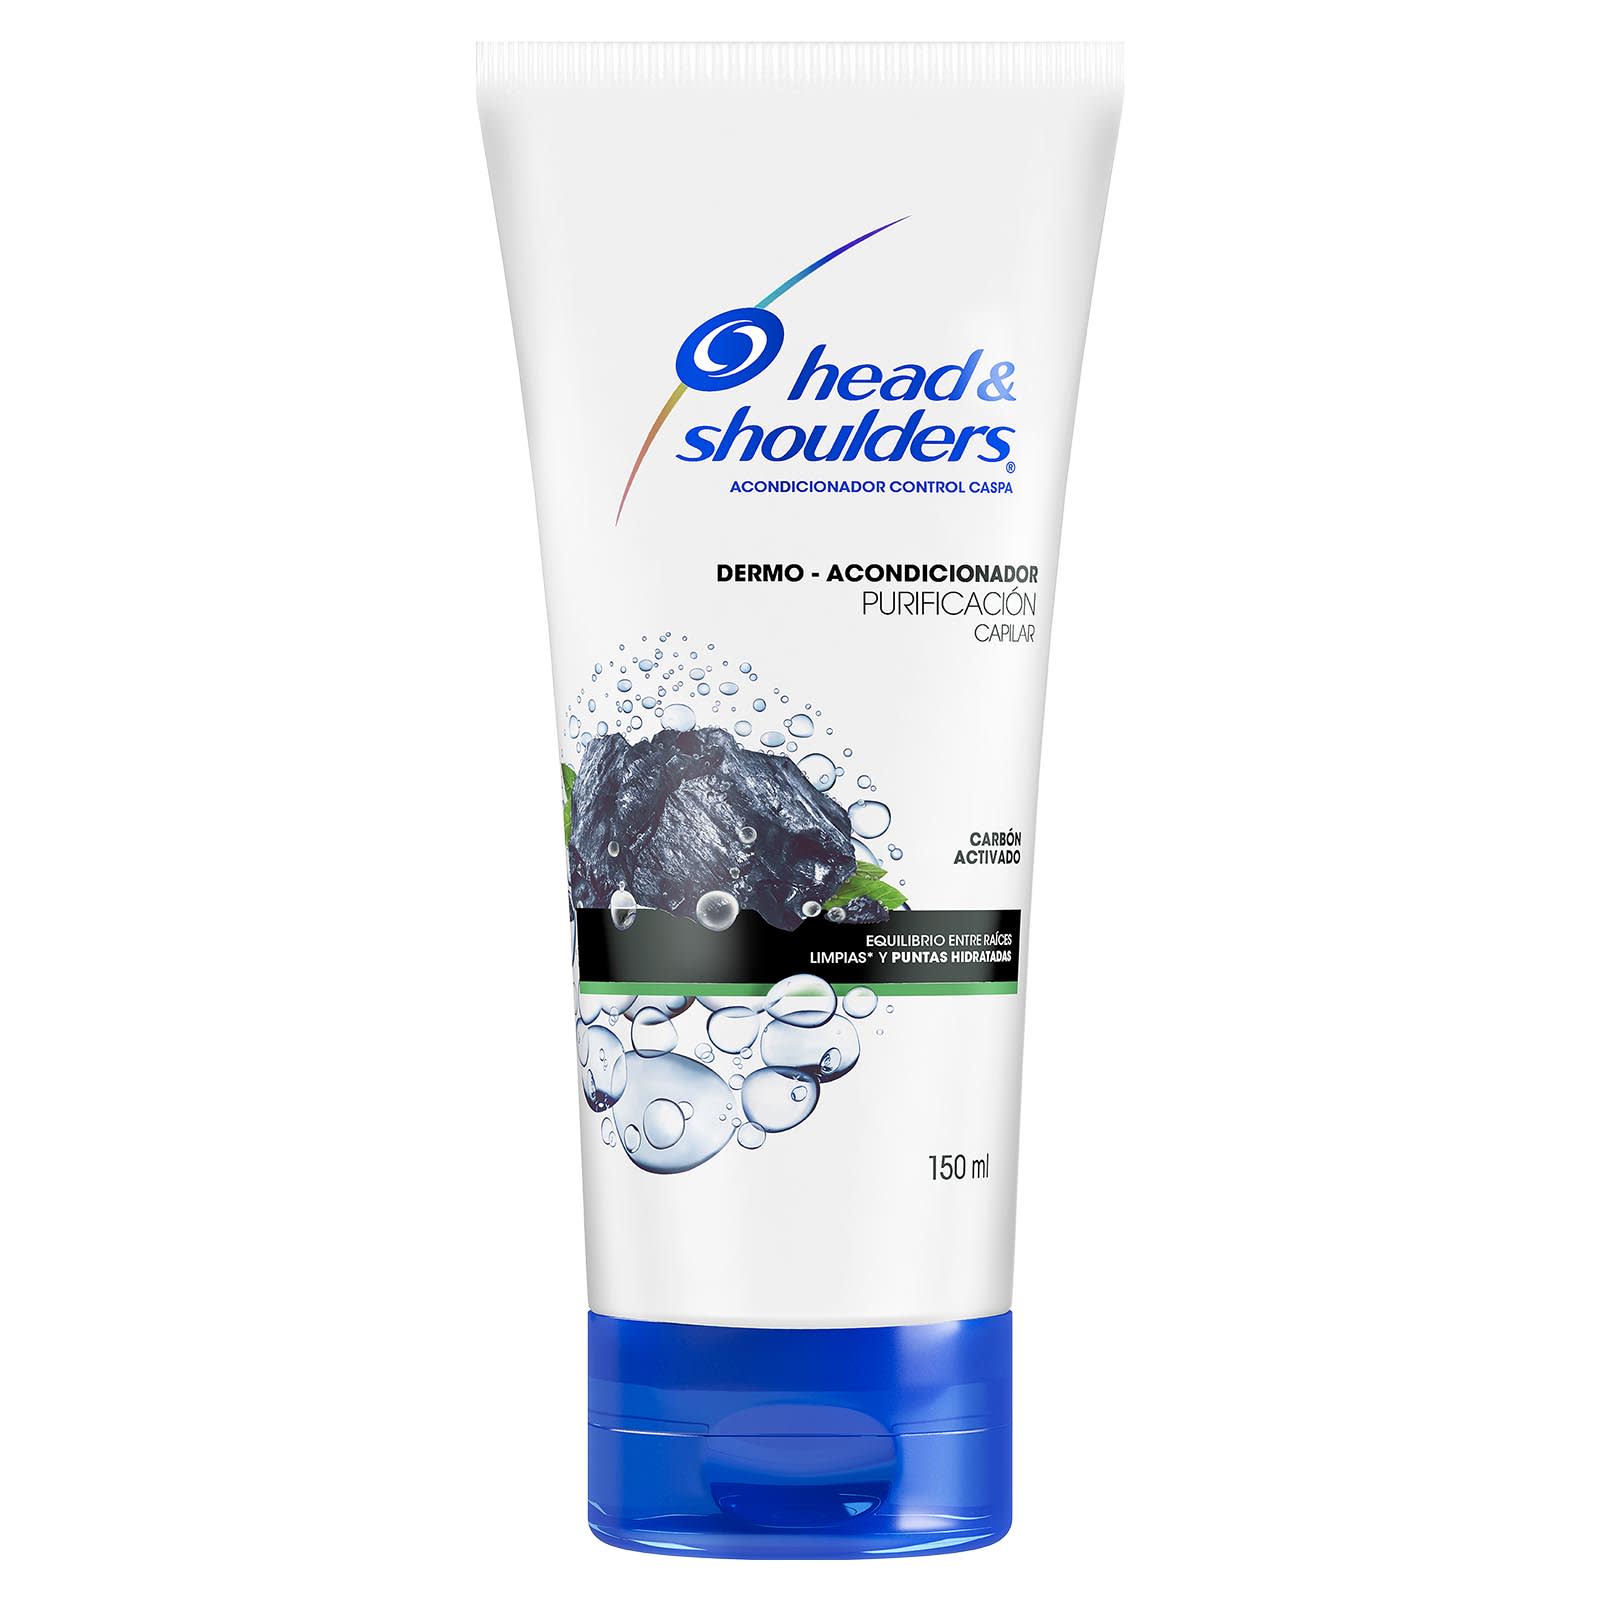 head &
shoulders®
ACONDICIONADOR CONTROL CASPA
DERMO - ACONDICIONADOR
PURIFICACIÓN
CAPILAR
CARBÓN
ACTIVADO
EQUILIBRIO ENTRE RAÍCES
LIMPIAS* Y PUNTAS HIDRATADAS
150 ml